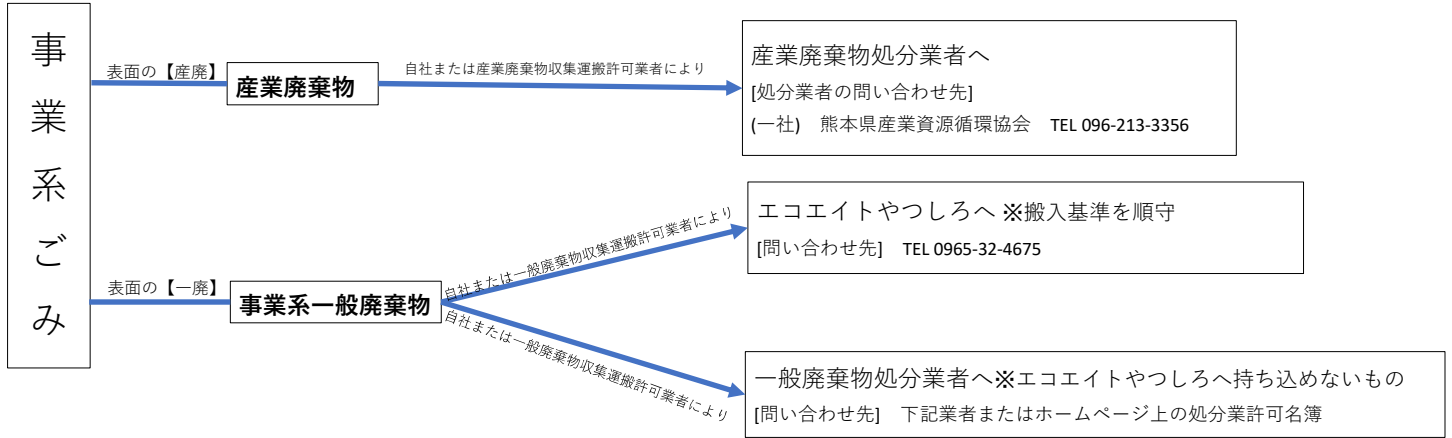 事業系ごみ
表面の【産廃】
産業廃棄物
自社または産業廃棄物収集運搬許可業者により
産業廃棄物処分業者へ
[処分業者の問い合わせ先]
(一社)　熊本県産業資源循環協会　TEL 096-213-3356
表面の【一廃】
事業系一般廃棄物
自社または一般廃棄物収集運搬許可業者により
エコエイトやつしろへ ※搬入基準を順守
[問い合わせ先]　TEL 0965-32-4675
自社または一般廃棄物収集運搬許可業者により
一般廃棄物処分業者へ※エコエイトやつしろへ持ち込めないもの
[問い合わせ先]　下記業者またはホームページ上の処分業許可名簿